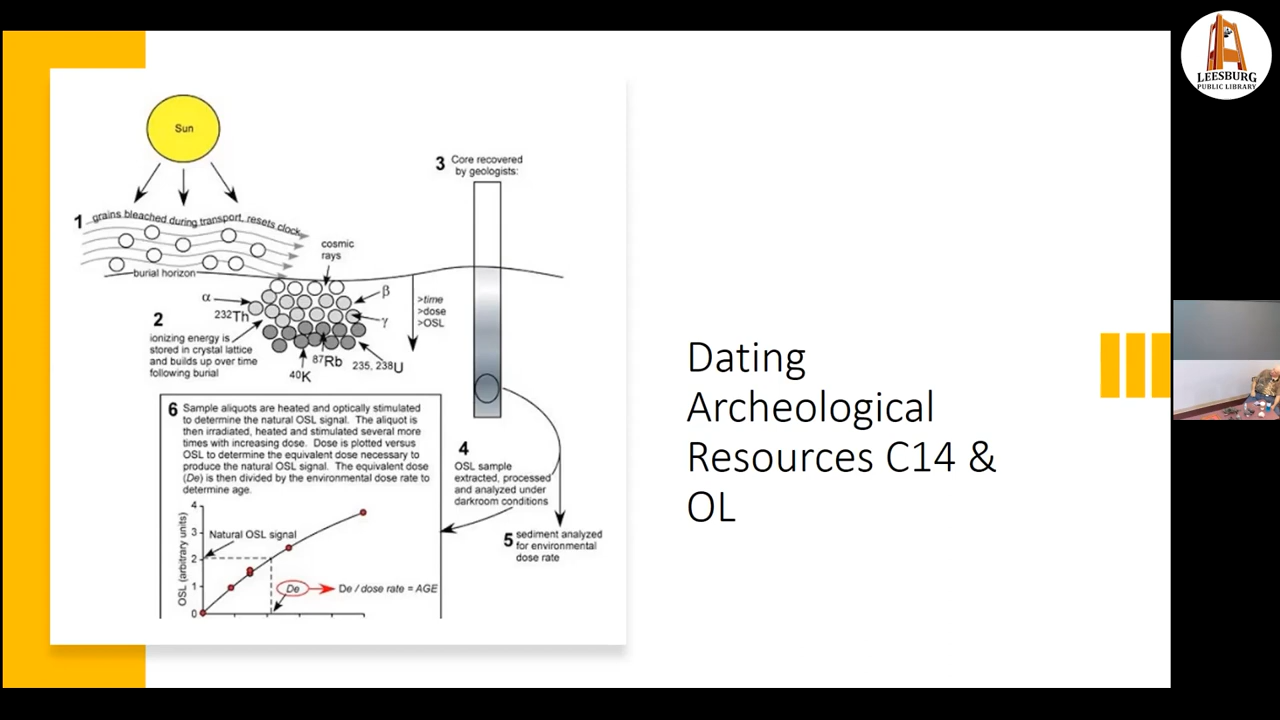 Sun
1 grains bleached during transport, resets clock
burial horizon
cosmic
rays
α
β
γ
232Th
87Rb
40K
235, 238U
2
ionizing energy is
stored in crystal lattice
and builds up over time
following burial
>time
>dose
>OSL
3 Core recovered
by geologists:
4
OSL sample
extracted, processed
and analyzed under
darkroom conditions
5 sediment analyzed
for environmental
dose rate
6 Sample aliquots are heated and optically stimulated
to determine the natural OSL signal. The aliquot is
then irradiated, heated and stimulated several more
times with increasing dose. Dose is plotted versus
OSL to determine the equivalent dose necessary to
produce the natural OSL signal. The equivalent dose
(De) is then divided by the environmental dose rate to
determine age.
OSL (arbitrary units)
4
3
2
1
0
Natural OSL signal
De
De / dose rate = AGE
Dating
Archeological
Resources C14 &
OL
LEESBURG
PUBLIC LIBRARY